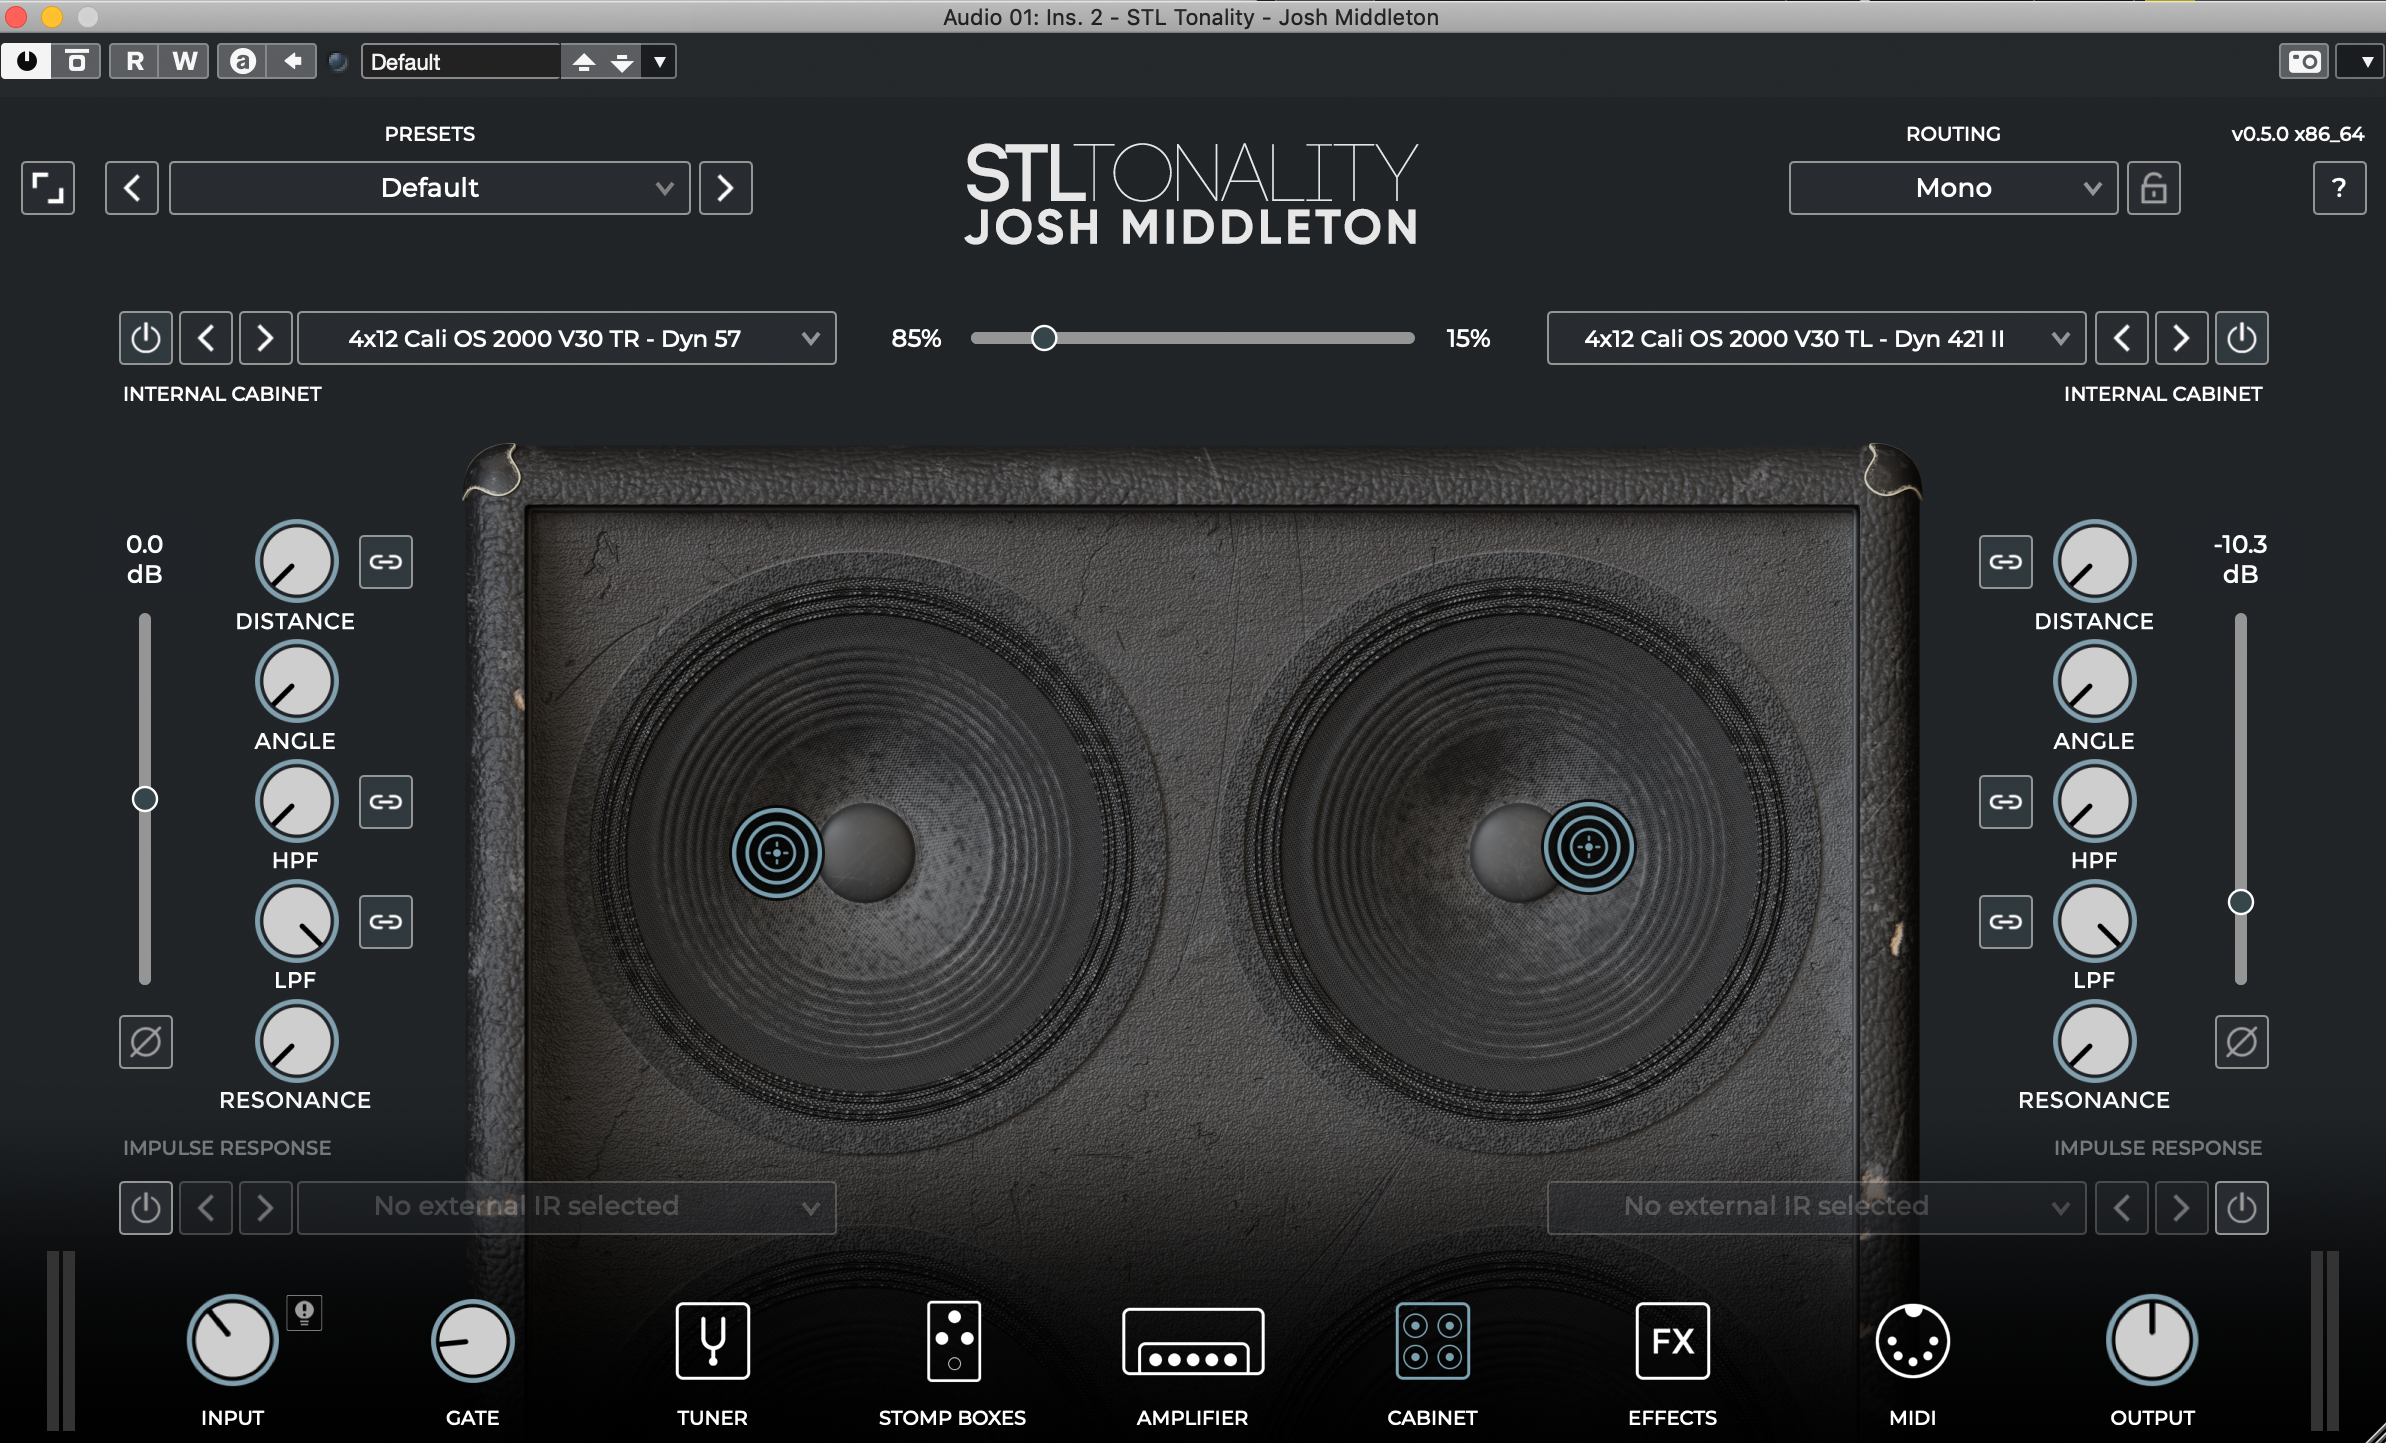 Audio 01: Ins. 2 - STL Tonality - Josh Middleton
R W a Default
PRESETS
Default
STLTONALITY
JOSH MIDDLETON
ROUTING
Mono
v0.5.0 x86_64
?
4x12 Cali OS 2000 V30 TR - Dyn 57
85%
15%
4x12 Cali OS 2000 V30 TL - Dyn 421 II
INTERNAL CABINET
INTERNAL CABINET
0.0
dB
DISTANCE
ANGLE
HPF
LPF
RESONANCE
DISTANCE
ANGLE
HPF
LPF
RESONANCE
-10.3
dB
IMPULSE RESPONSE
No external IR selected
IMPULSE RESPONSE
No external IR selected
FX
INPUT
GATE
TUNER
STOMP BOXES
AMPLIFIER
CABINET
EFFECTS
MIDI
OUTPUT